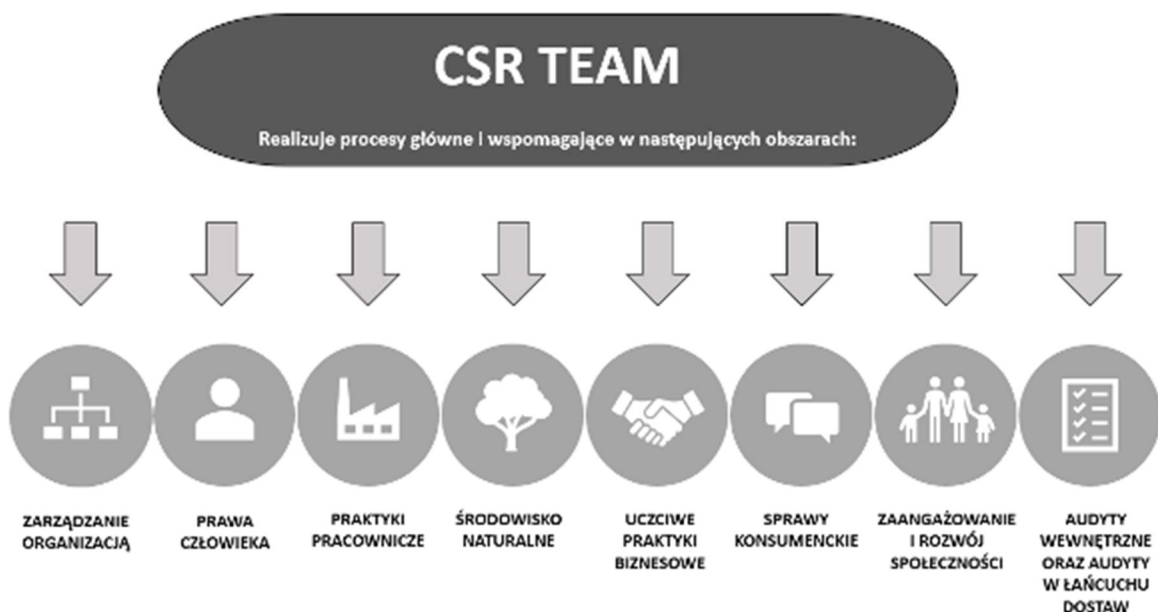 CSR TEAM
Realizuje procesy główne i wspomagające w następujących obszarach:
ZARZĄDZANIE
ORGANIZACJĄ
PRAWA
CZŁOWIEKA
PRAKTYKI
PRACOWNICZE
ŚRODOWISKO
NATURALNE
UCZCIWE
PRAKTYKI
BIZNESOWE
SPRAWY
KONSUMENCKIE
ZAANGAŻOWANIE
I ROZWÓJ
SPOŁECZNOŚCI
AUDYTY
WEWNĘTRZNE
ORAZ AUDYTY
W ŁAŃCUCHU
DOSTAW